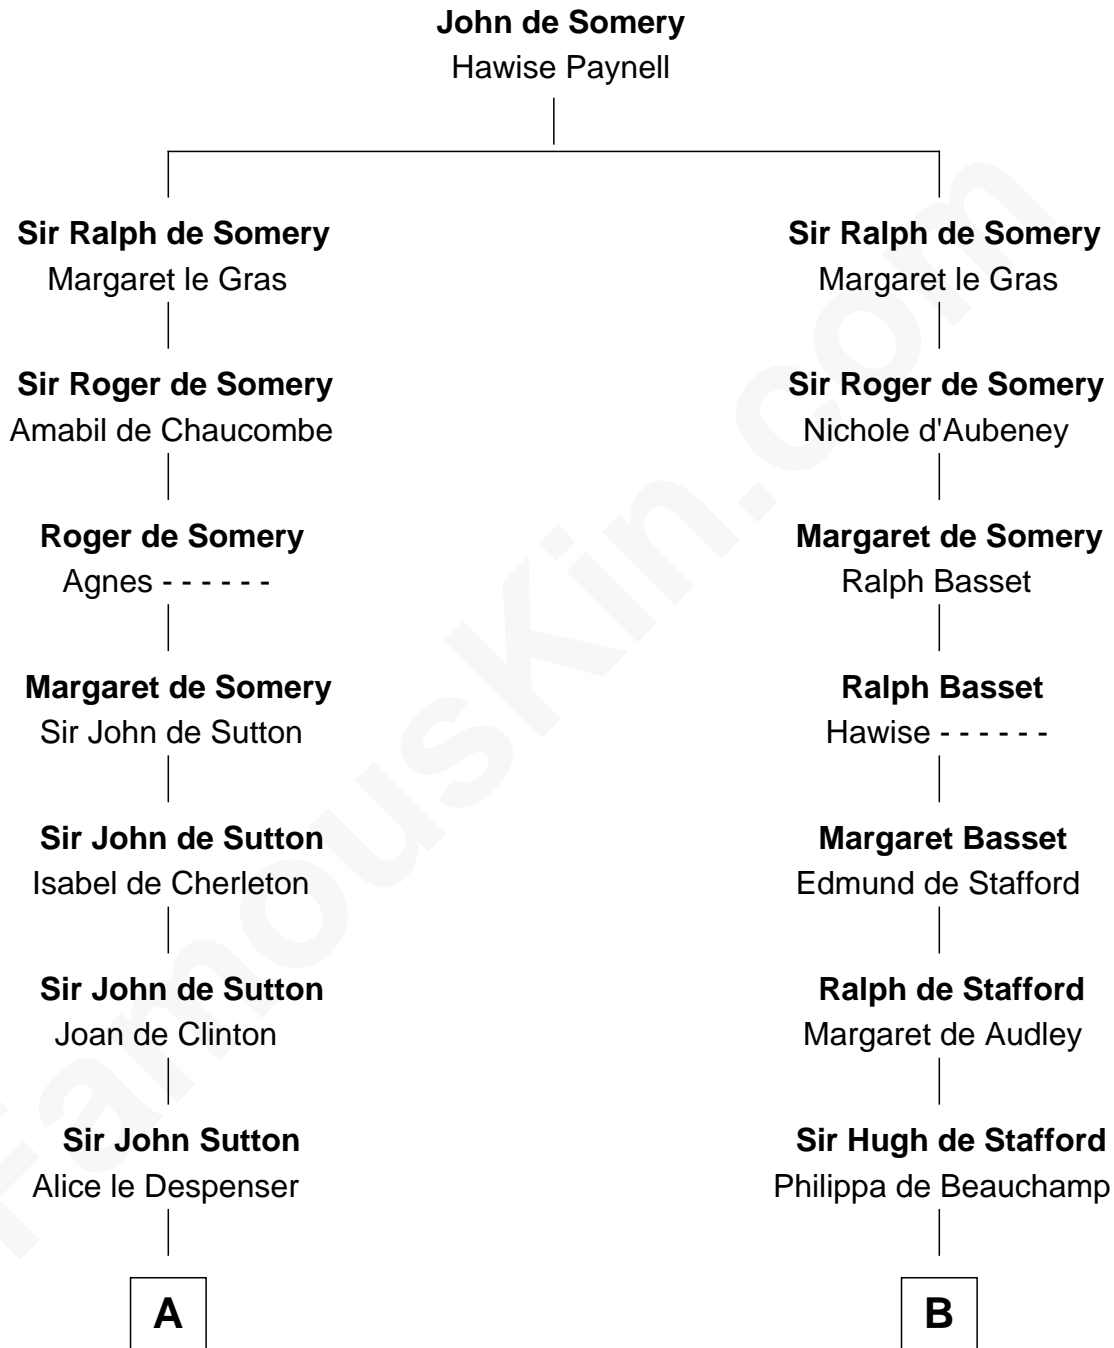 John de Somery
Hawise Paynell
Sir Ralph de Somery
Margaret le Gras
Sir Roger de Somery
Amabil de Chaucombe
Roger de Somery
Agnes - - - - - -
Margaret de Somery
Sir John de Sutton
Sir John de Sutton
Isabel de Cherleton
Sir John de Sutton
Joan de Clinton
Sir John Sutton
Alice le Despenser
A
Sir Ralph de Somery
Margaret le Gras
Sir Roger de Somery
Nichole d'Aubeney
Margaret de Somery
Ralph Basset
Ralph Basset
Hawise - - - - - -
Margaret Basset
Edmund de Stafford
Ralph de Stafford
Margaret de Audley
Sir Hugh de Stafford
Philippa de Beauchamp
B
FamousKin.com